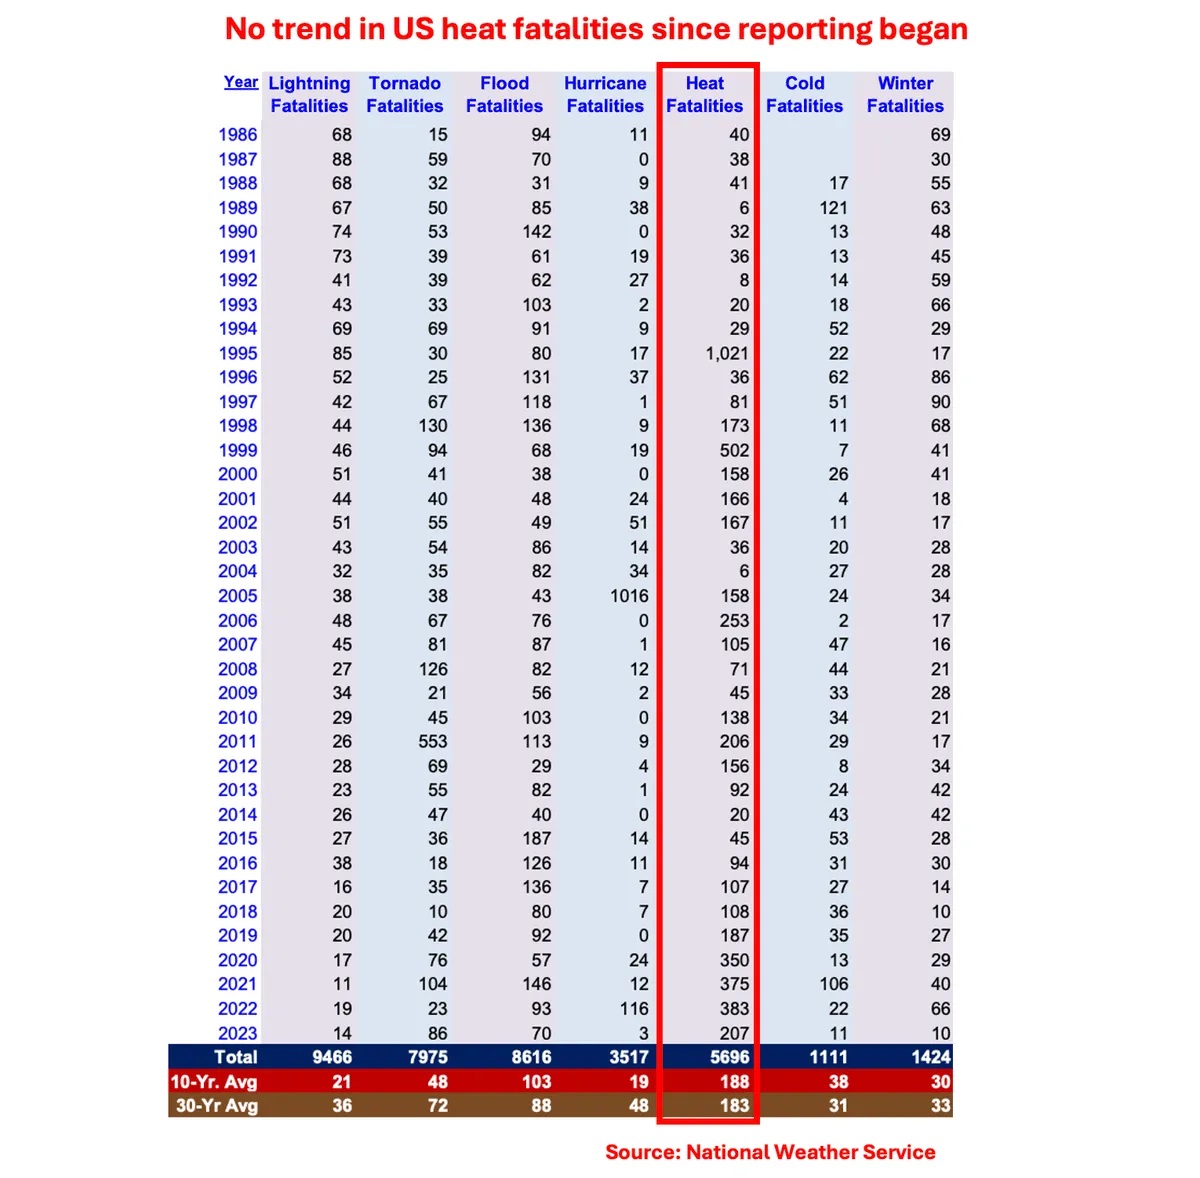 No trend in US heat fatalities since reporting began
Year Lightning Tornado Flood Hurricane Heat Cold Winter
Fatalities Fatalities Fatalities Fatalities Fatalities Fatalities Fatalities
1986 68 15 94 11 40 69
1987 88 59 70 0 38 30
1988 68 32 31 9 41 17 55
1989 67 50 85 38 6 121 63
1990 74 53 142 0 32 13 48
1991 73 39 61 19 36 13 45
1992 41 39 62 27 8 14 59
1993 43 33 103 2 20 18 66
1994 69 69 91 9 29 52 29
1995 85 30 80 17 1,021 22 17
1996 52 25 131 37 36 62 86
1997 42 67 118 1 81 51 90
1998 44 130 136 9 173 11 68
1999 46 94 68 19 502 7 41
2000 51 41 38 0 158 26 41
2001 44 40 48 24 166 4 18
2002 51 55 49 51 167 11 17
2003 43 54 86 14 36 20 28
2004 32 35 82 34 6 27 28
2005 38 38 43 1016 158 24 34
2006 48 67 76 0 253 2 17
2007 45 81 87 1 105 47 16
2008 27 126 82 12 71 44 21
2009 34 21 56 2 45 33 28
2010 29 45 103 0 138 34 21
2011 26 553 113 9 206 29 17
2012 28 69 29 4 156 8 34
2013 23 55 82 1 92 24 42
2014 26 47 40 0 20 43 42
2015 27 36 187 14 45 53 28
2016 38 18 126 11 94 31 30
2017 16 35 136 7 107 27 14
2018 20 10 80 7 108 36 10
2019 20 42 92 0 187 35 27
2020 17 76 57 24 350 13 29
2021 11 104 146 12 375 106 40
2022 19 23 93 116 383 22 66
2023 14 86 70 3 207 11 10
Total 9466 7975 8616 3517 5696 1111 1424
10-Yr. Avg 21 48 103 19 188 38 30
30-Yr Avg 36 72 88 48 183 31 33
Source: National Weather Service